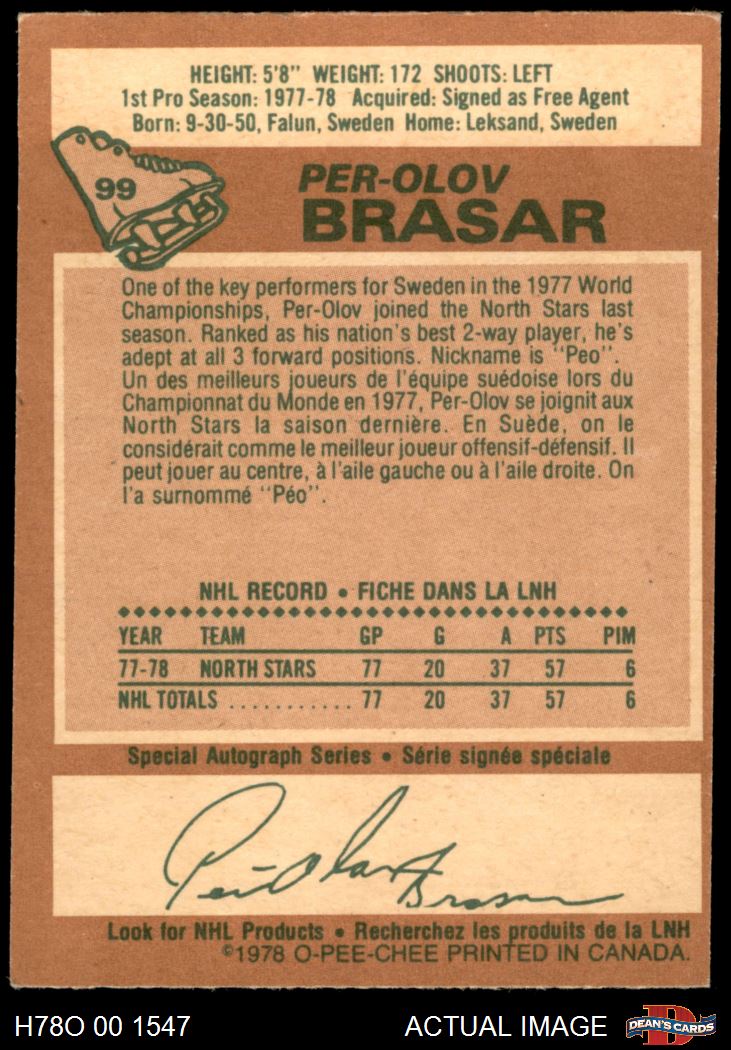 HEIGHT: 5'8" WEIGHT: 172 SHOOTS: LEFT
1st Pro Season: 1977-78 Acquired: Signed as Free Agent
Born: 9-30-50, Falun, Sweden Home: Leksand, Sweden
99
PER-OLOV
BRASAR
One of the key performers for Sweden in the 1977 World
Championships, Per-Olov joined the North Stars last
season. Ranked as his nation's best 2-way player, he's
adept at all 3 forward positions. Nickname is "Peo".
Un des meilleurs joueurs de l'équipe suédoise lors du
Championnat du Monde en 1977, Per-Olov se joignit aux
North Stars la saison dernière. En Suède, on le
considérait comme le meilleur joueur offensif-défensif. Il
peut jouer au centre, à l'aile gauche ou à l'aile droite. On
l'a surnommé "Péo".
NHL RECORD • FICHE DANS LA LNH
YEAR TEAM GP G A PTS PIM
77-78 NORTH STARS 77 20 37 57 6
NHL TOTALS ........... 77 20 37 57 6
Special Autograph Series • Série signée spéciale
Per-Olov Brasar
Look for NHL Products • Recherchez les produits de la LNH
©1978 O-PEE-CHEE PRINTED IN CANADA.
H78O 00 1547 ACTUAL IMAGE D DEAN'S CARDS